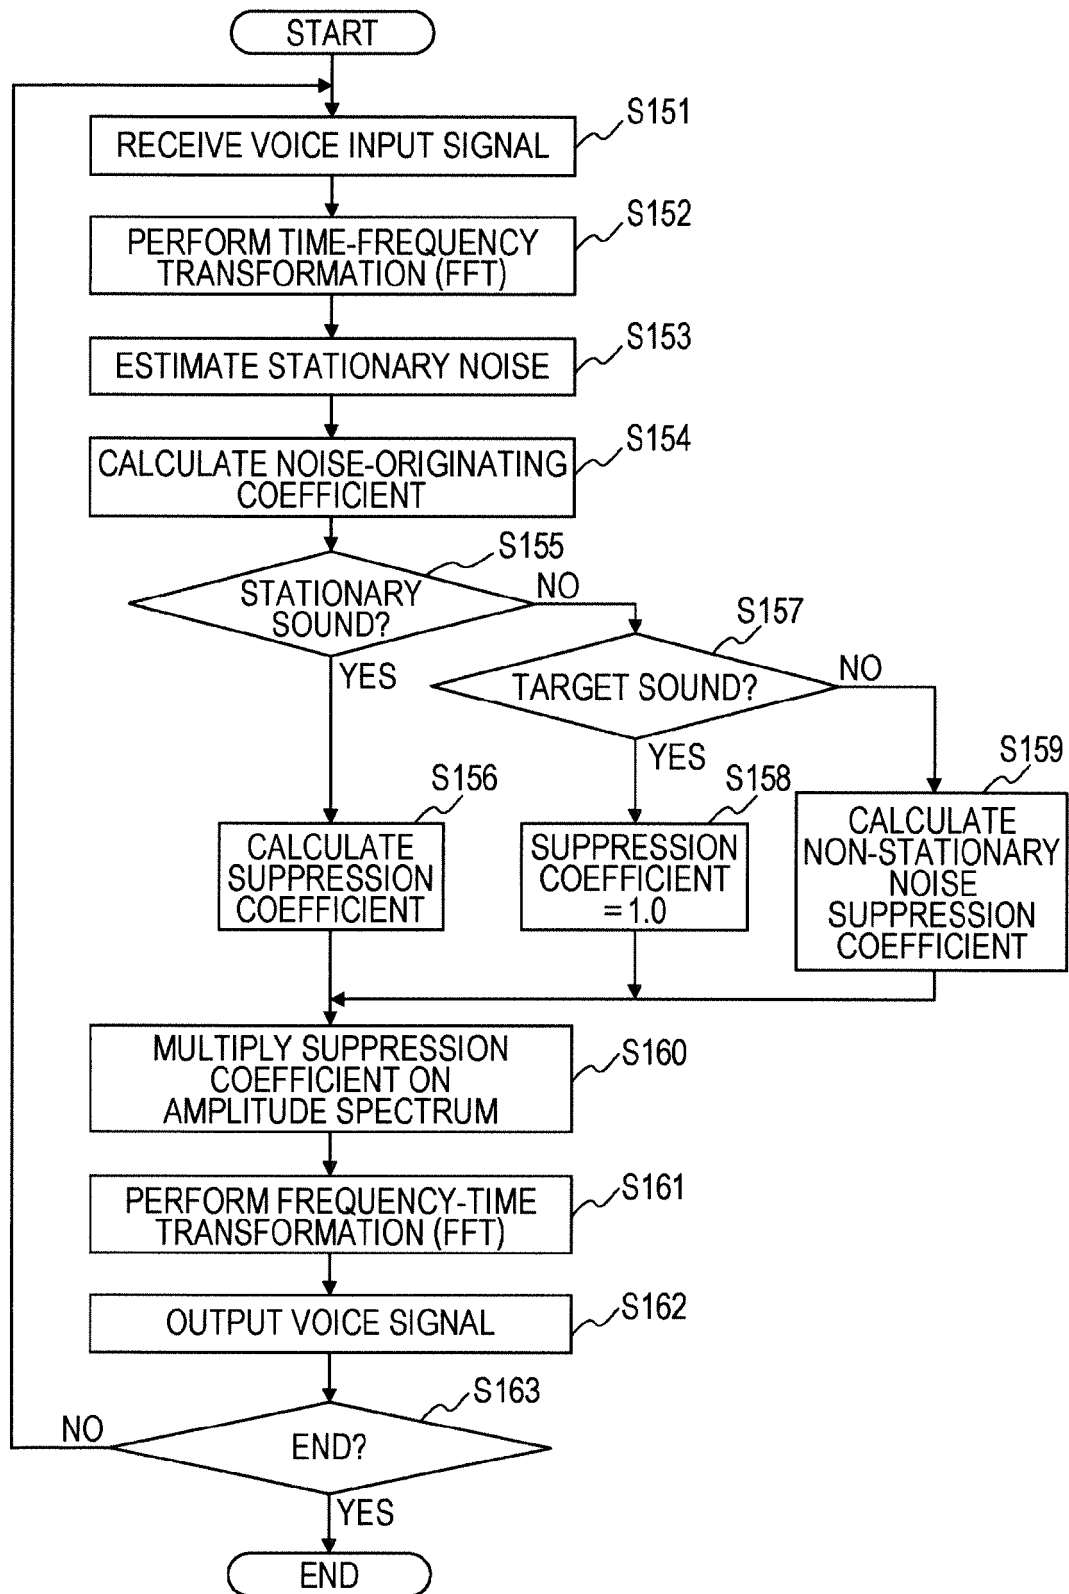 START
S151
RECEIVE VOICE INPUT SIGNAL
S152
PERFORM TIME-FREQUENCY
TRANSFORMATION (FFT)
S153
ESTIMATE STATIONARY NOISE
S154
CALCULATE NOISE-ORIGINATING
COEFFICIENT
S155
STATIONARY
SOUND?
NO
YES
S157
TARGET SOUND?
NO
YES
S156
CALCULATE
SUPPRESSION
COEFFICIENT
S158
SUPPRESSION
COEFFICIENT
= 1.0
S159
CALCULATE
NON-STATIONARY
NOISE
SUPPRESSION
COEFFICIENT
MULTIPLY SUPPRESSION
COEFFICIENT ON
AMPLITUDE SPECTRUM
S160
PERFORM FREQUENCY-TIME
TRANSFORMATION (FFT)
S161
OUTPUT VOICE SIGNAL
S162
S163
END?
NO
YES
END